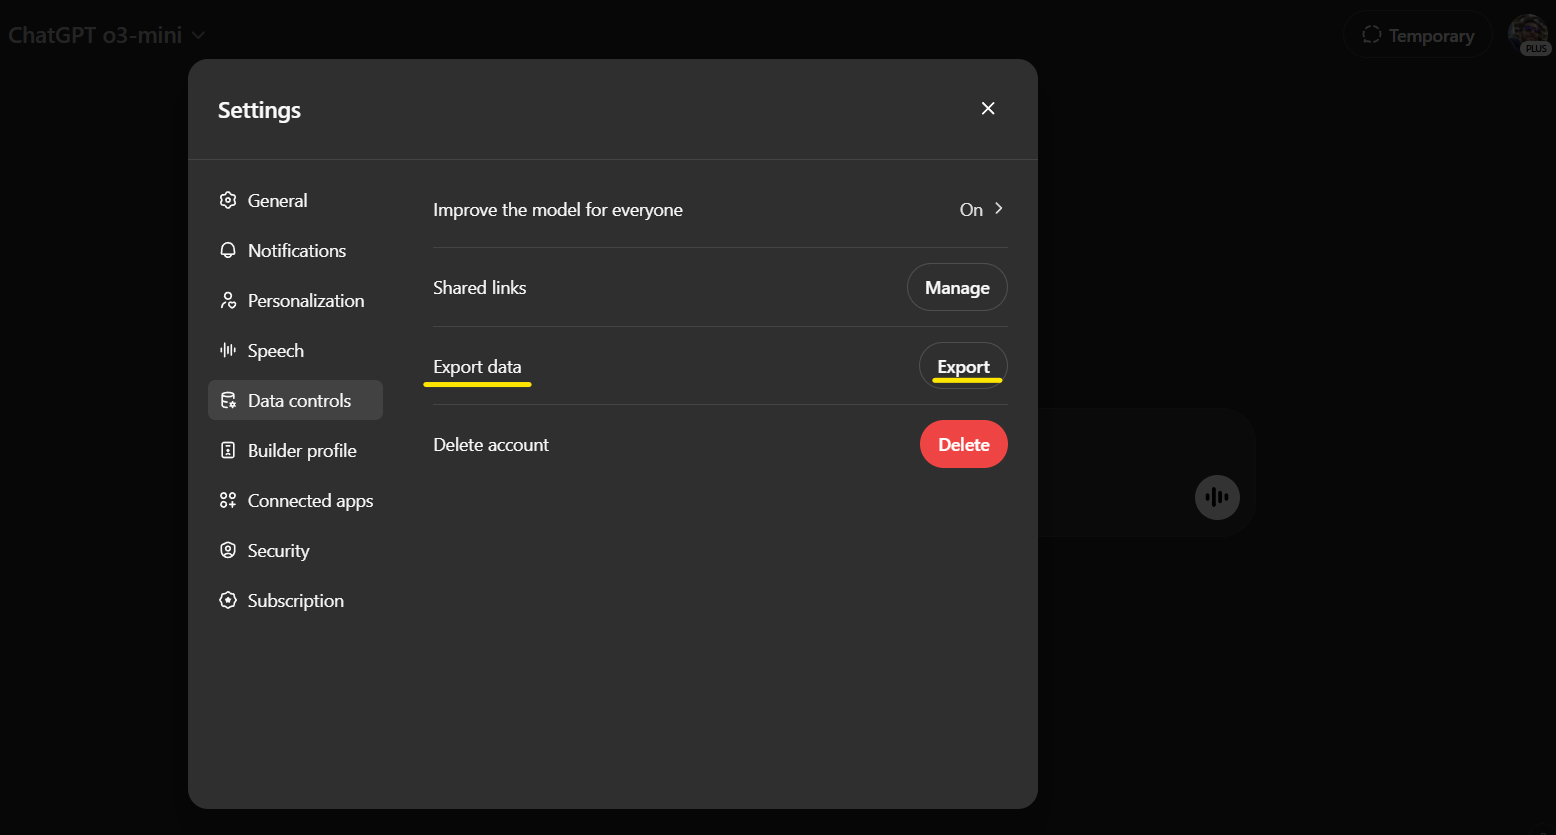 ChatGPT o3-mini
Temporary
PLUS
Settings
General
Notifications
Personalization
Speech
Data controls
Builder profile
Connected apps
Security
Subscription
Improve the model for everyone On
Shared links Manage
Export data Export
Delete account Delete